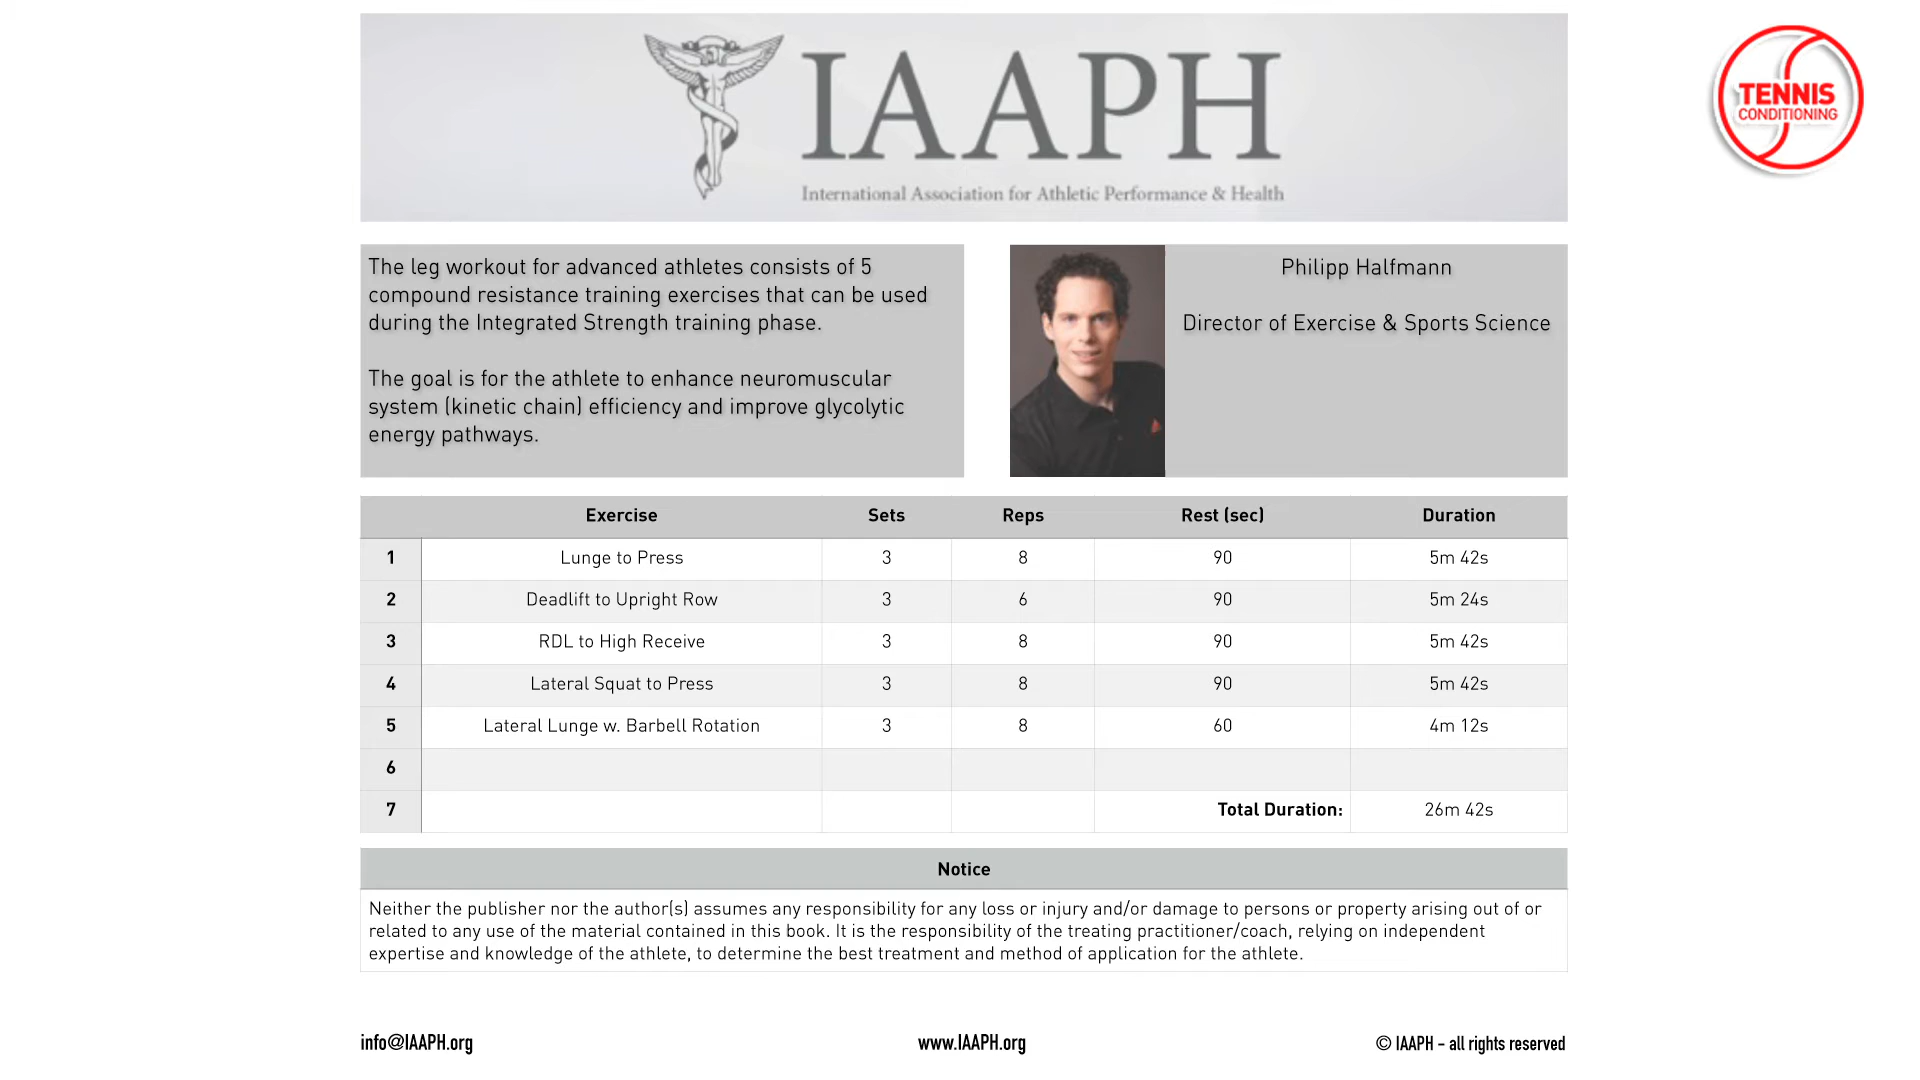 IAAPH
International Association for Athletic Performance & Health
TENNIS
CONDITIONING
The leg workout for advanced athletes consists of 5
compound resistance training exercises that can be used
during the Integrated Strength training phase.
The goal is for the athlete to enhance neuromuscular
system (kinetic chain) efficiency and improve glycolytic
energy pathways.
Philipp Halfmann
Director of Exercise & Sports Science
Exercise Sets Reps Rest (sec) Duration
1 Lunge to Press 3 8 90 5m 42s
2 Deadlift to Upright Row 3 6 90 5m 24s
3 RDL to High Receive 3 8 90 5m 42s
4 Lateral Squat to Press 3 8 90 5m 42s
5 Lateral Lunge w. Barbell Rotation 3 8 60 4m 12s
6
7 Total Duration: 26m 42s
Notice
Neither the publisher nor the author(s) assumes any responsibility for any loss or injury and/or damage to persons or property arising out of or
related to any use of the material contained in this book. It is the responsibility of the treating practitioner/coach, relying on independent
expertise and knowledge of the athlete, to determine the best treatment and method of application for the athlete.
info@IAAPH.org www.IAAPH.org © IAAPH - all rights reserved